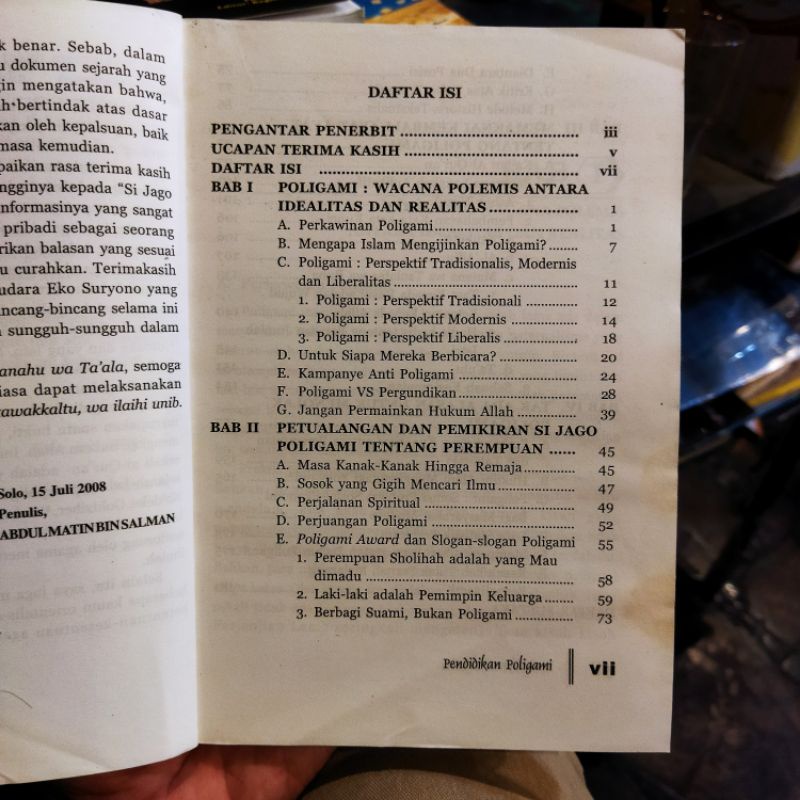 k benar. Sebab, dalam
u dokumen sejarah yang
gin mengatakan bahwa,
ah bertindak atas dasar
kan oleh kepalsuan, baik
masa kemudian.
paikan rasa terima kasih
ngginya kepada “Si Jago
nformasinya yang sangat
pribadi sebagai seorang
rikan balasan yang sesuai
u curahkan. Terimakasih
udara Eko Suryono yang
ncang-bincang selama ini
sungguh-sungguh dalam
anahu wa Ta’ala, semoga
iasa dapat melaksanakan
awakkaltu, wa ilaihi unib.
Solo, 15 Juli 2008
Penulis,
ABDUL MATIN BIN SALMAN
DAFTAR ISI
PENGANTAR PENERBIT ........................................ iii
UCAPAN TERIMA KASIH ........................................ v
DAFTAR ISI ........................................ vii
BAB I POLIGAMI : WACANA POLEMIS ANTARA
IDEALITAS DAN REALITAS .................... 1
A. Perkawinan Poligami ................................ 1
B. Mengapa Islam Mengijinkan Poligami? ........ 7
C. Poligami : Perspektif Tradisionalis, Modernis
dan Liberalitas ........................................ 11
1. Poligami : Perspektif Tradisionali ............ 12
2. Poligami : Perspektif Modernis ................ 14
3. Poligami : Perspektif Liberalis ................ 18
D. Untuk Siapa Mereka Berbicara? .................. 20
E. Kampanye Anti Poligami ............................ 24
F. Poligami VS Pergundikan ............................ 28
G. Jangan Permainkan Hukum Allah ................ 39
BAB II PETUALANGAN DAN PEMIKIRAN SI JAGO
POLIGAMI TENTANG PEREMPUAN ...... 45
A. Masa Kanak-Kanak Hingga Remaja ............ 45
B. Sosok yang Gigih Mencari Ilmu .................. 47
C. Perjalanan Spiritual .................................. 49
D. Perjuangan Poligami ................................ 52
E. Poligami Award dan Slogan-slogan Poligami 55
1. Perempuan Sholihah adalah yang Mau
dimadu ................................................ 58
2. Laki-laki adalah Pemimpin Keluarga ........ 59
3. Berbagi Suami, Bukan Poligami .............. 73
Pendidikan Poligami vii